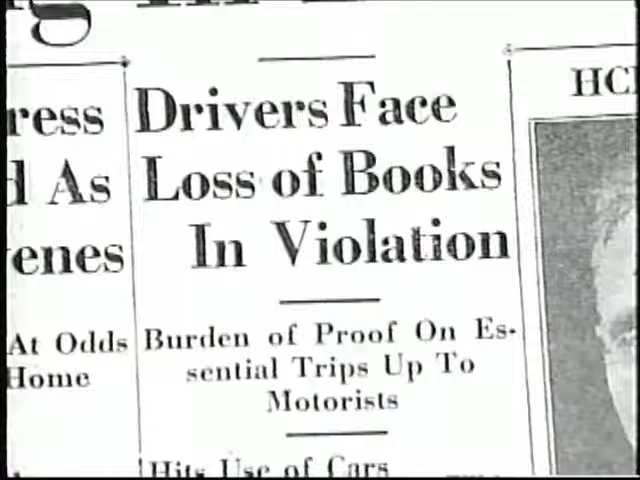 Drivers Face
Loss of Books
In Violation
Burden of Proof On Es-
sential Trips Up To
Motorists
Hits Use of Cars
ress
As
enes
At Odds
Home
HC